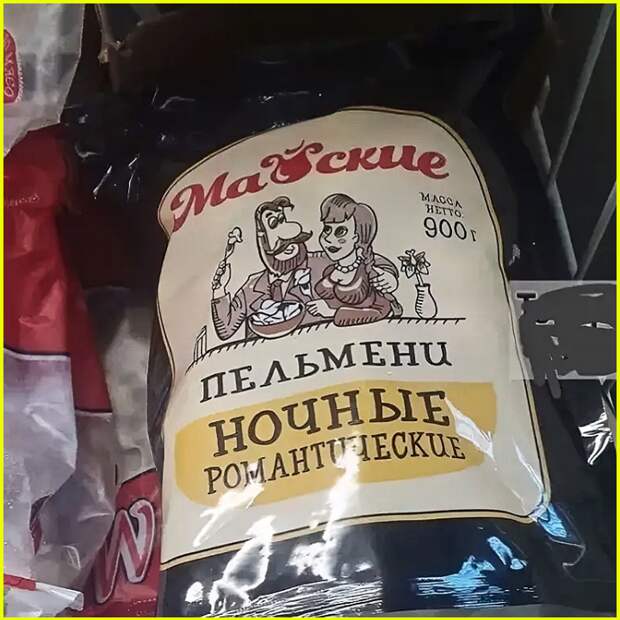 Майские
МАССА
НЕТТО:
900 г
ПЕЛЬМЕНИ
НОЧНЫЕ
РОМАНТИЧЕСКИЕ